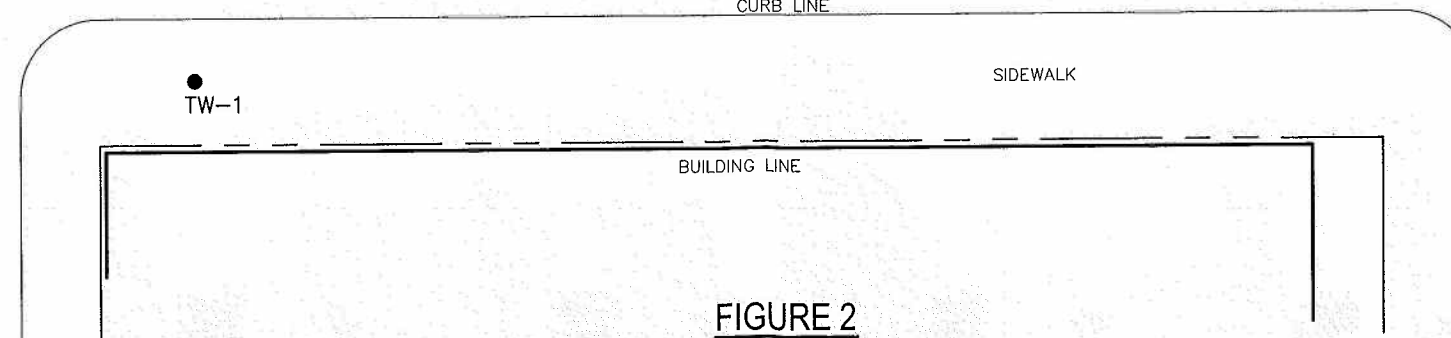 CURB LINE
SIDEWALK
TW-1
BUILDING LINE
FIGURE 2